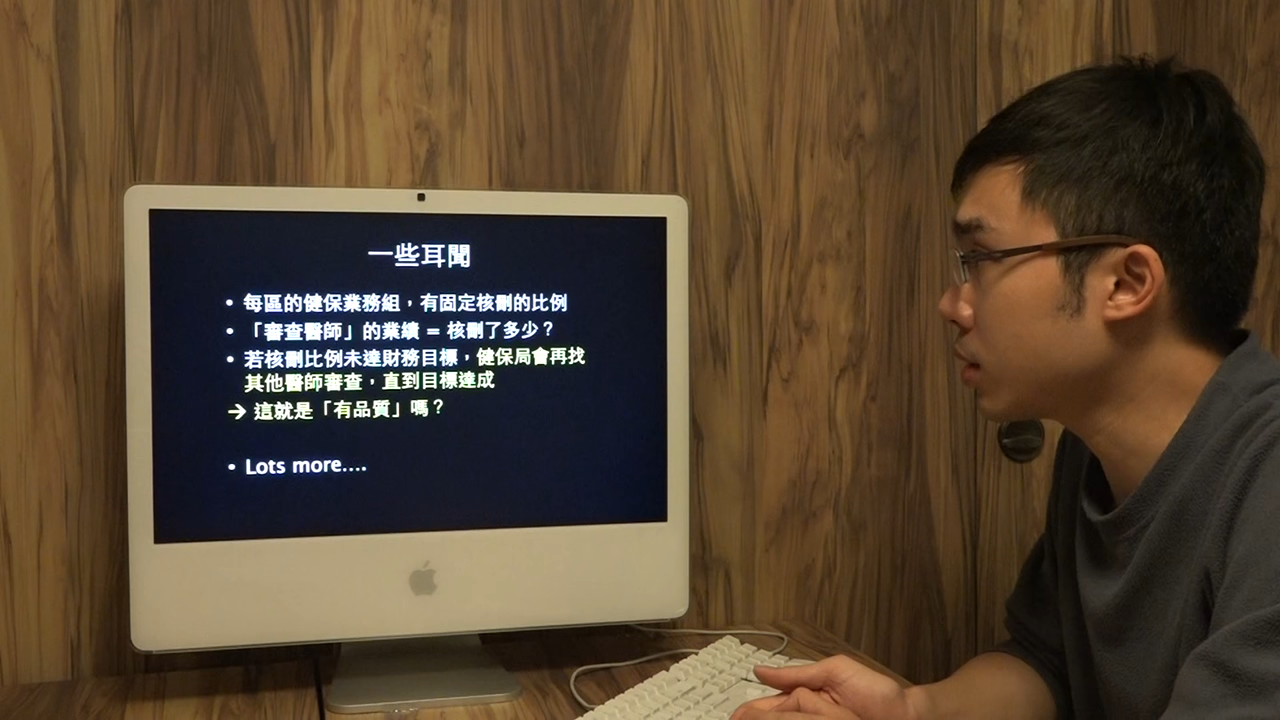 一些耳聞
• 每區的健保業務組，有固定核刪的比例
• 「審查醫師」的業績 = 核刪了多少？
• 若核刪比例未達財務目標，健保局會再找
其他醫師審查，直到目標達成
→ 這就是「有品質」嗎？
• Lots more....